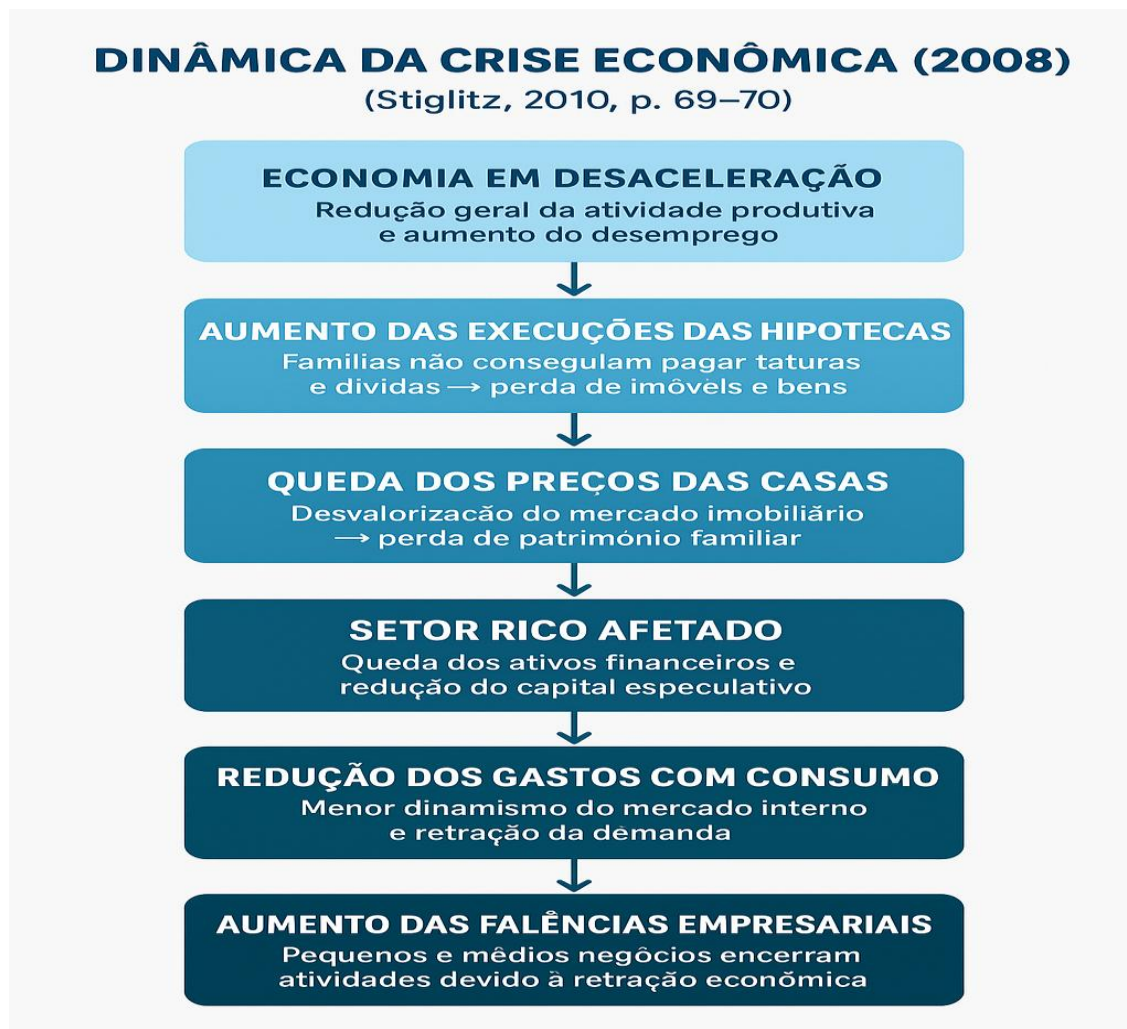 DINÂMICA DA CRISE ECONÔMICA (2008)
(Stiglitz, 2010, p. 69–70)
ECONOMIA EM DESACELERAÇÃO
Redução geral da atividade produtiva
e aumento do desemprego
AUMENTO DAS EXECUÇÕES DAS HIPOTECAS
Familias não consegulam pagar taturas
e dividas → perda de imôvels e bens
QUEDA DOS PREÇOS DAS CASAS
Desvalorizacão do mercado imobiliário
→ perda de património familiar
SETOR RICO AFETADO
Queda dos ativos financeiros e
redução do capital especulativo
REDUÇÃO DOS GASTOS COM CONSUMO
Menor dinamismo do mercado interno
e retração da demanda
AUMENTO DAS FALÊNCIAS EMPRESARIAIS
Pequenos e mêdios negôcios encerram
atividades devido à retração econômica